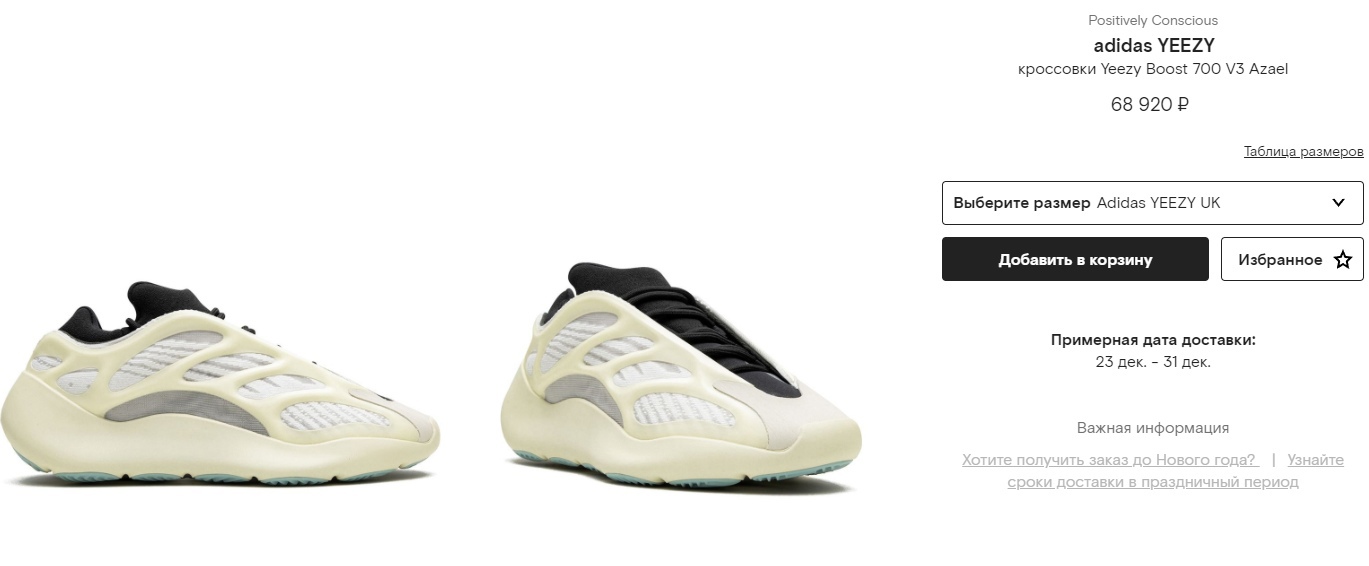 Positively Conscious
adidas YEEZY
кроссовки Yeezy Boost 700 V3 Azael
68 920 ₽
Таблица размеров
Выберите размер Adidas YEEZY UK
Добавить в корзину
Избранное
Примерная дата доставки:
23 дек. - 31 дек.
Важная информация
Хотите получить заказ до Нового года? | Узнайте
сроки доставки в праздничный период